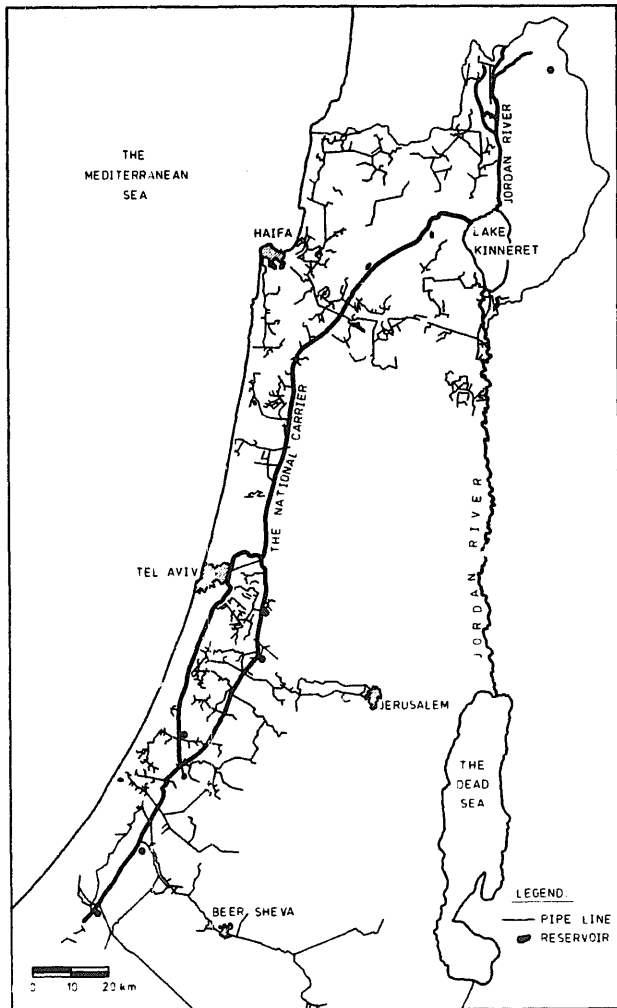 THE
MEDITERRANEAN
SEA
JORDAN RIVER
LAKE
KINNERET
HAIFA
THE NATIONAL CARRIER
TEL AVIV
JORDAN RIVER
JERUSALEM
THE
DEAD
SEA
LEGEND:
PIPE LINE
RESERVOIR
BEER SHEVA
0 10 20 km